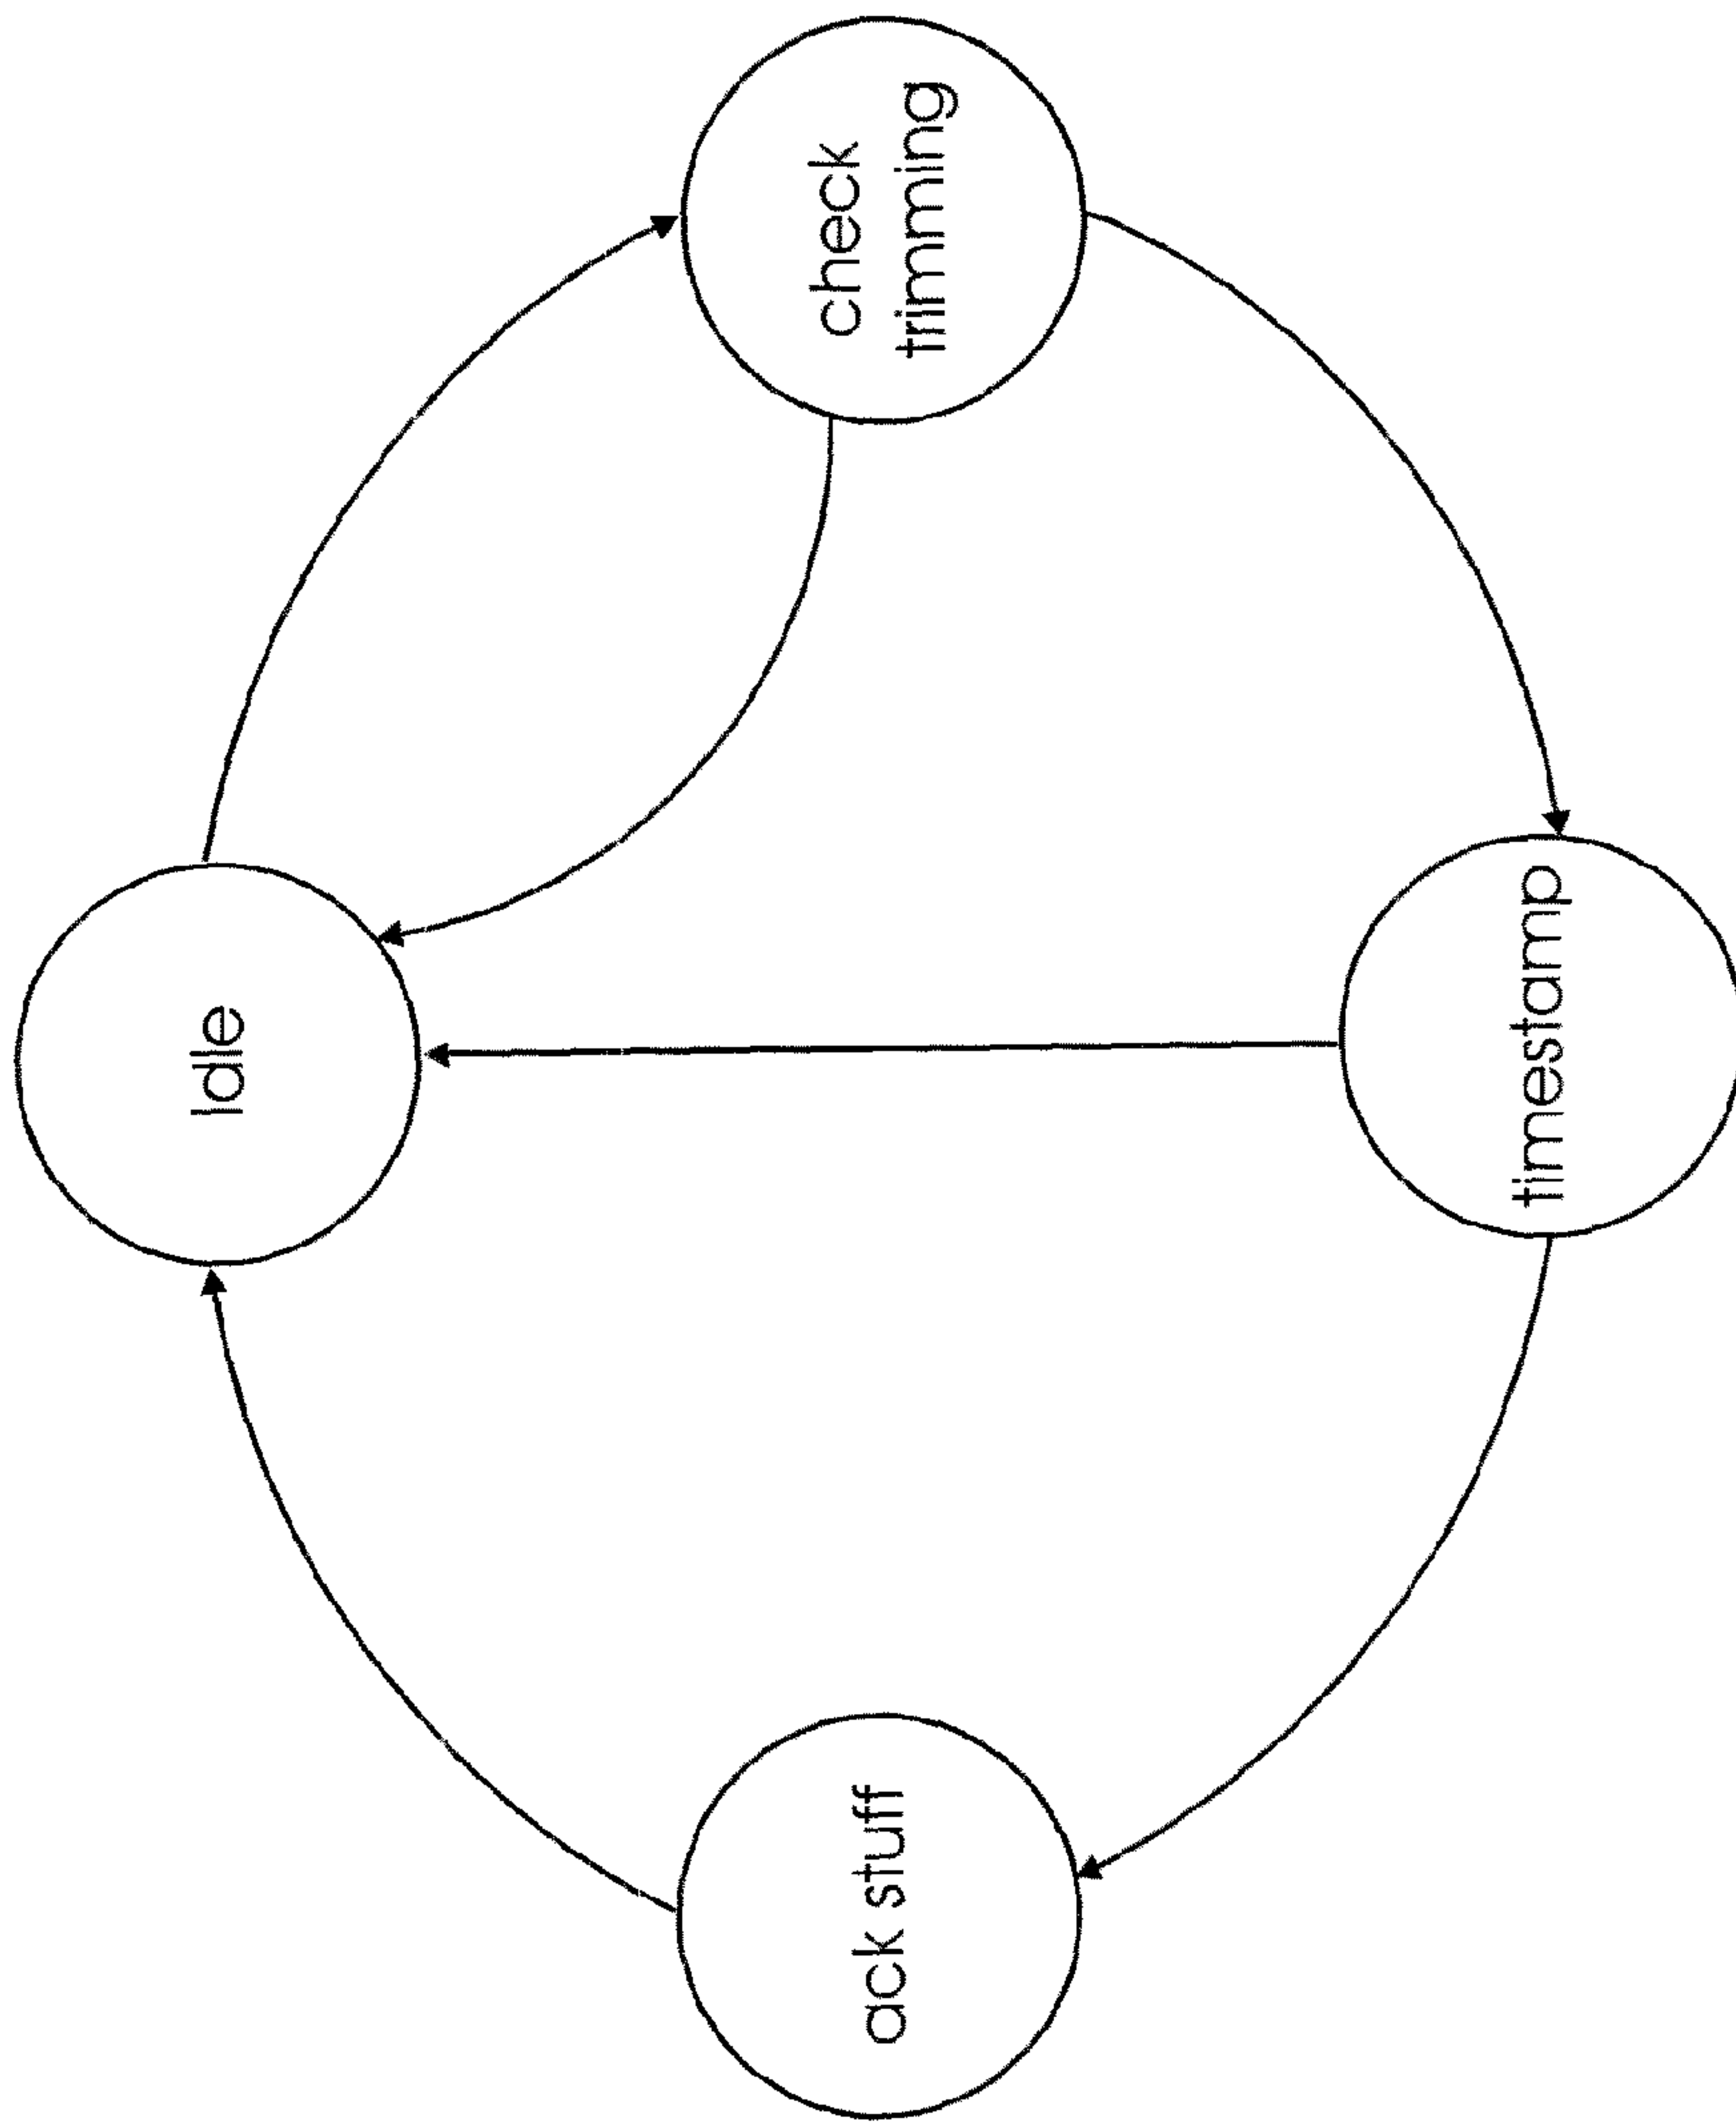 Idle
check
trimming
timestamp
ack stuff